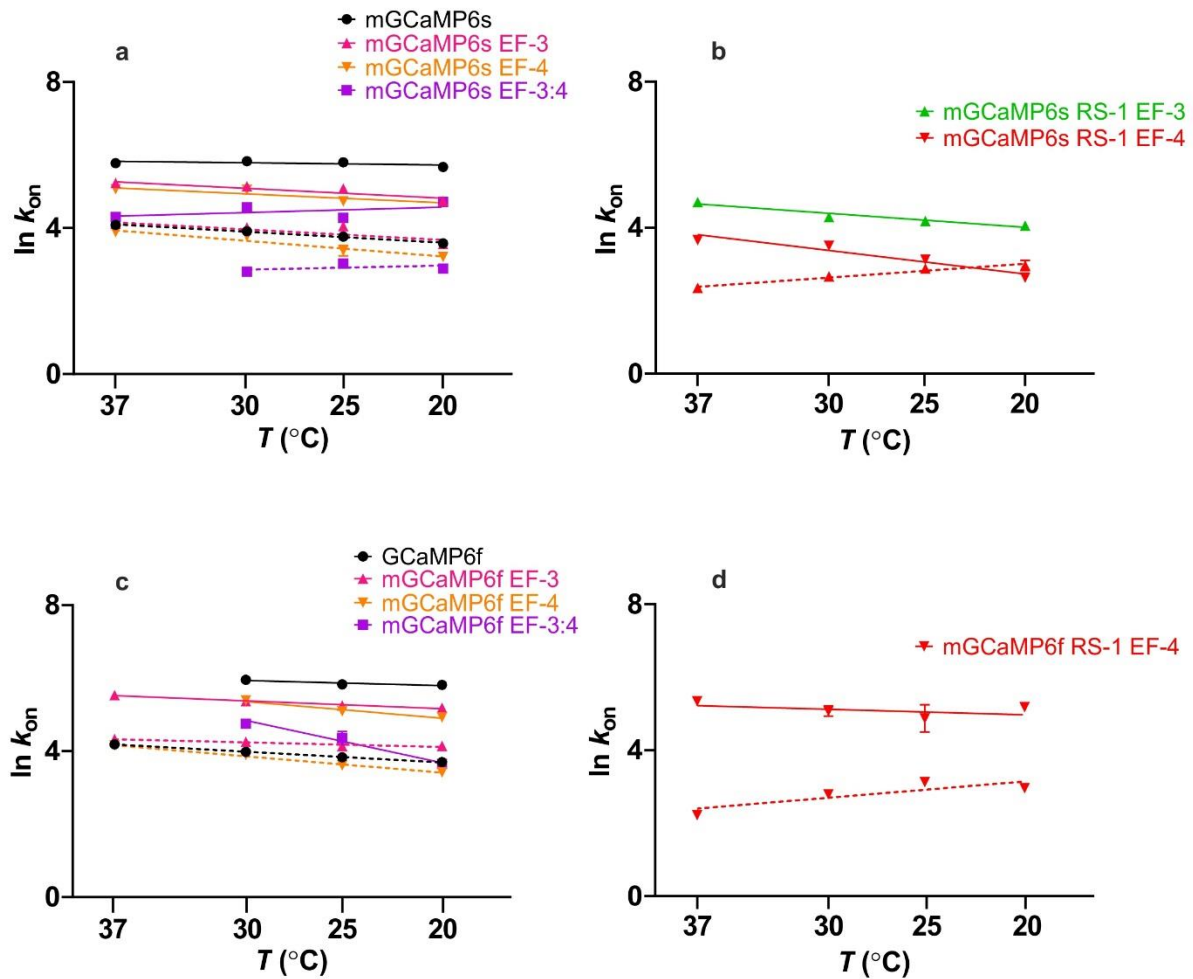 a
mGCaMP6s
mGCaMP6s EF-3
mGCaMP6s EF-4
mGCaMP6s EF-3:4
8
4
0
ln kon
37 30 25 20
T (°C)
b
mGCaMP6s RS-1 EF-3
mGCaMP6s RS-1 EF-4
8
4
0
ln kon
37 30 25 20
T (°C)
c
GCaMP6f
mGCaMP6f EF-3
mGCaMP6f EF-4
mGCaMP6f EF-3:4
8
4
0
ln kon
37 30 25 20
T (°C)
d
mGCaMP6f RS-1 EF-4
8
4
0
ln kon
37 30 25 20
T (°C)